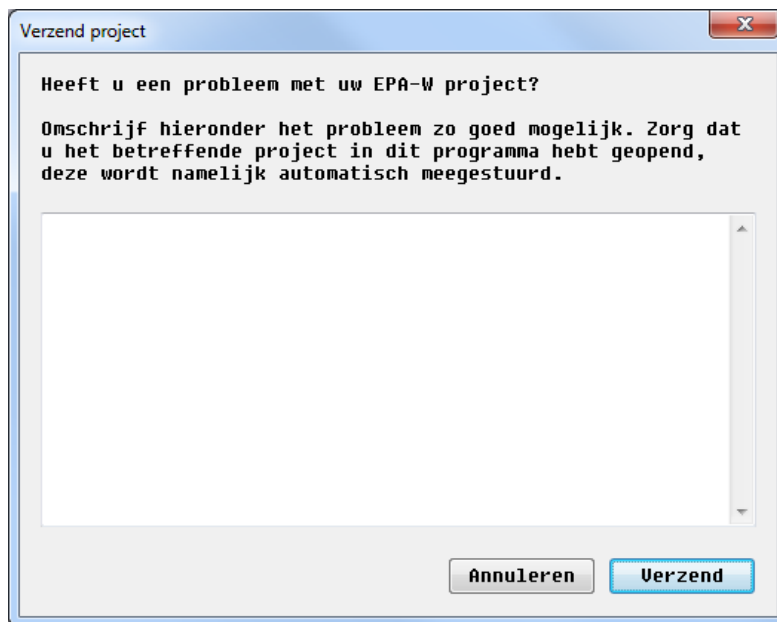 Verzend project
Heeft u een probleem met uw EPA-W project?
Omschrijf hieronder het probleem zo goed mogelijk. Zorg dat
u het betreffende project in dit programma hebt geopend,
deze wordt namelijk automatisch meegestuurd.
Annuleren
Verzend